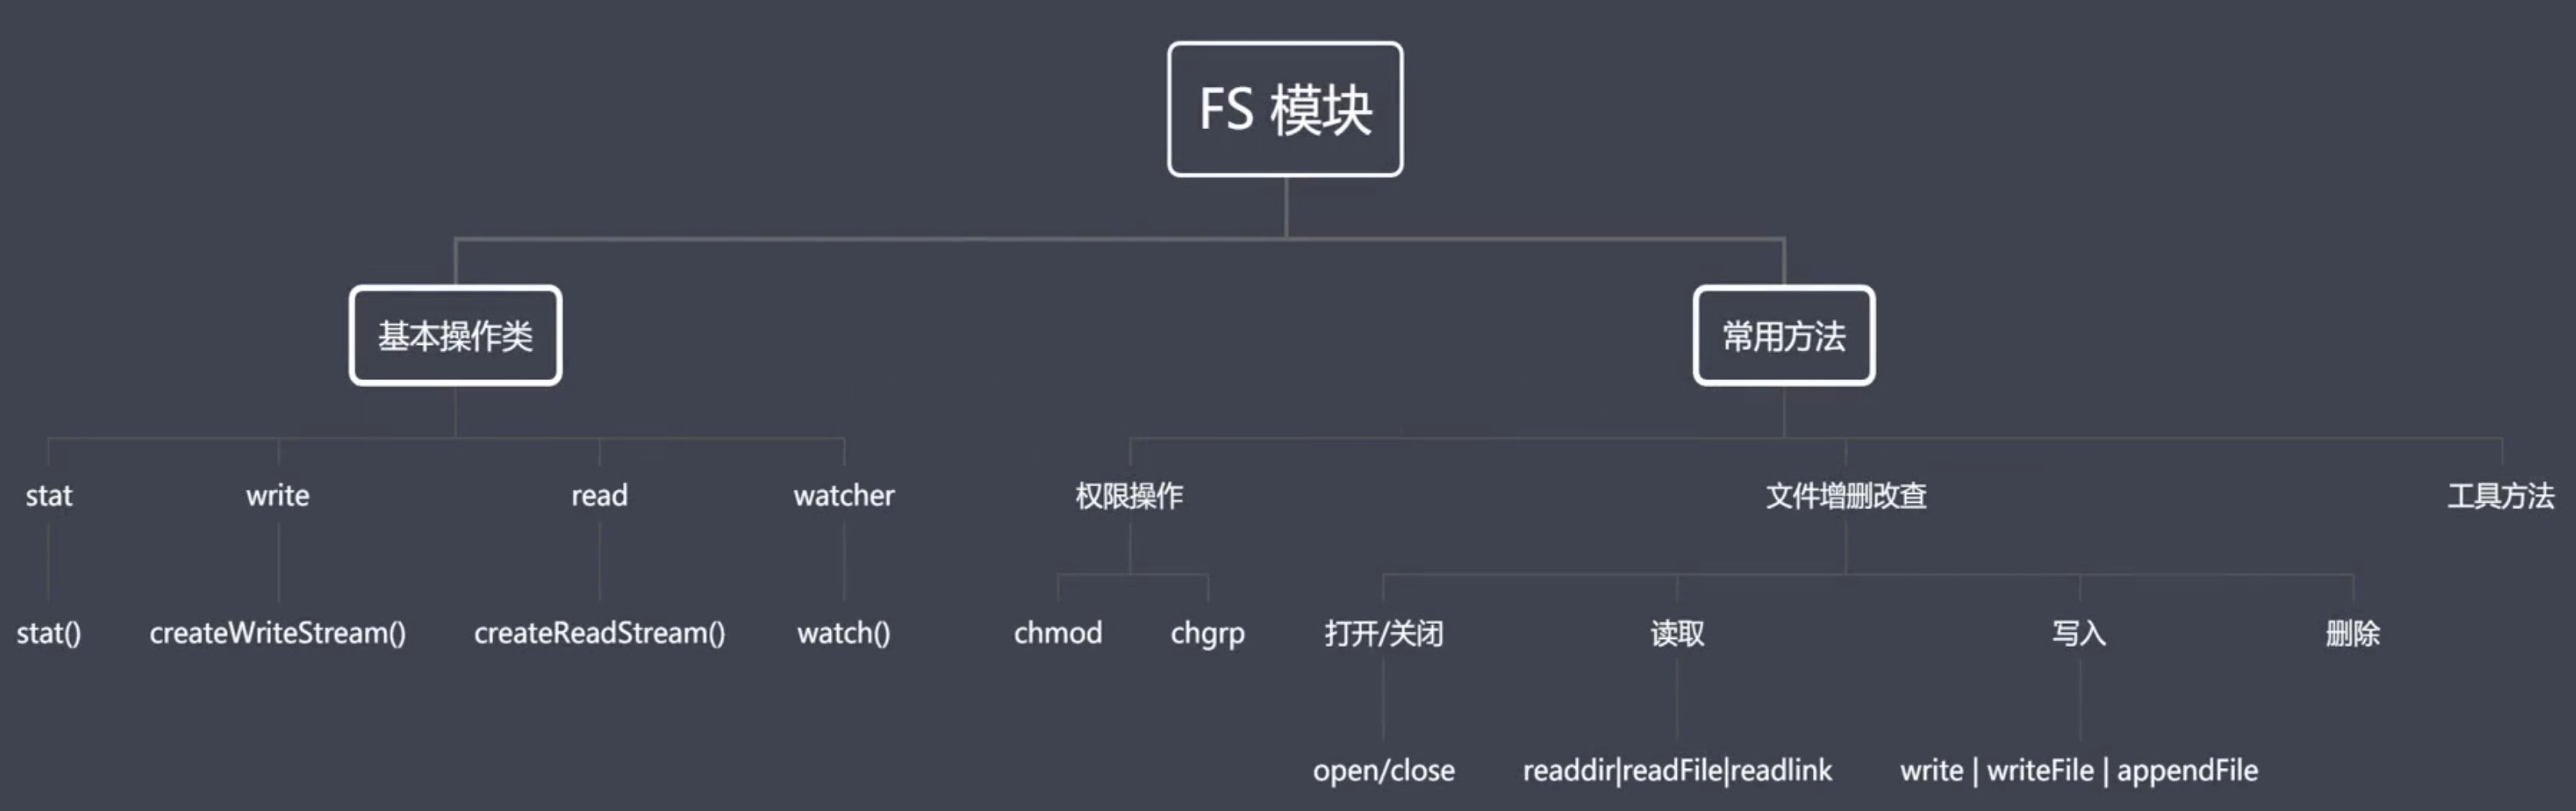 FS 模块
基本操作类
常用方法
stat
write
read
watcher
权限操作
文件增删改查
工具方法
stat()
createWriteStream()
createReadStream()
watch()
chmod
chgrp
打开/关闭
读取
写入
删除
open/close
readdir|readFile|readlink
write | writeFile | appendFile